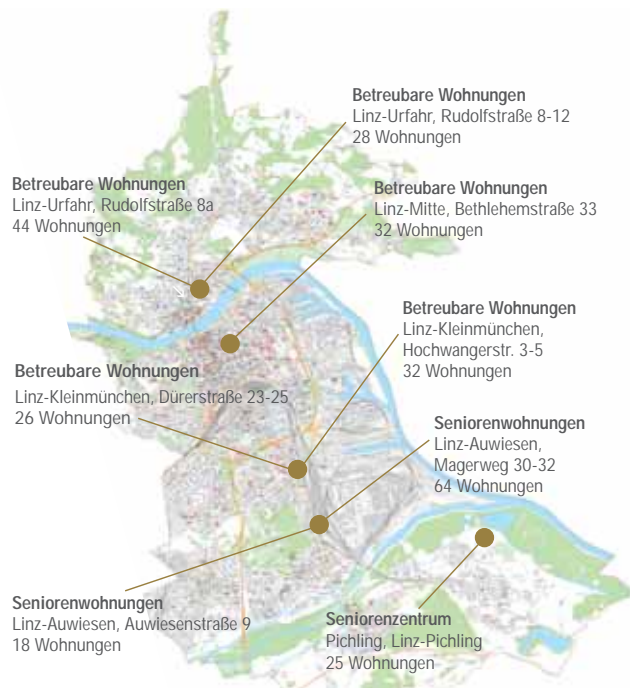 Betreubare Wohnungen
Linz-Urfahr, Rudolfstraße 8-12
28 Wohnungen
Betreubare Wohnungen
Linz-Urfahr, Rudolfstraße 8a
44 Wohnungen
Betreubare Wohnungen
Linz-Mitte, Bethlehemstraße 33
32 Wohnungen
Betreubare Wohnungen
Linz-Kleinmünchen,
Hochwangerstr. 3-5
32 Wohnungen
Betreubare Wohnungen
Linz-Kleinmünchen, Dürerstraße 23-25
26 Wohnungen
Seniorenwohnungen
Linz-Auwiesen,
Magerweg 30-32
64 Wohnungen
Seniorenwohnungen
Linz-Auwiesen, Auwiesenstraße 9
18 Wohnungen
Seniorenzentrum
Pichling, Linz-Pichling
25 Wohnungen